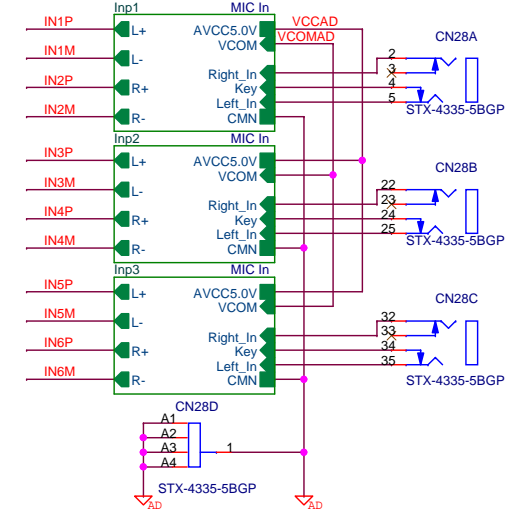 Inp1 MIC In
IN1P L+ AVCC5.0V VCCAD
VCOM VCOMAD CN28A
IN1M L-
2
Right_In 3
IN2P R+ Key 4
Left_In 5
IN2M R- CMN STX-4335-5BGP
Inp2 MIC In
IN3P L+ AVCC5.0V CN28B
VCOM
IN3M L- 22
Right_In 23
IN4P R+ Key 24
Left_In 25
IN4M R- CMN STX-4335-5BGP
Inp3 MIC In
IN5P L+ AVCC5.0V CN28C
VCOM
IN5M L- 32
Right_In 33
IN6P R+ Key 34
Left_In 35
IN6M R- CMN STX-4335-5BGP
CN28D
A1
A2
A3 1
A4
STX-4335-5BGP
AD AD